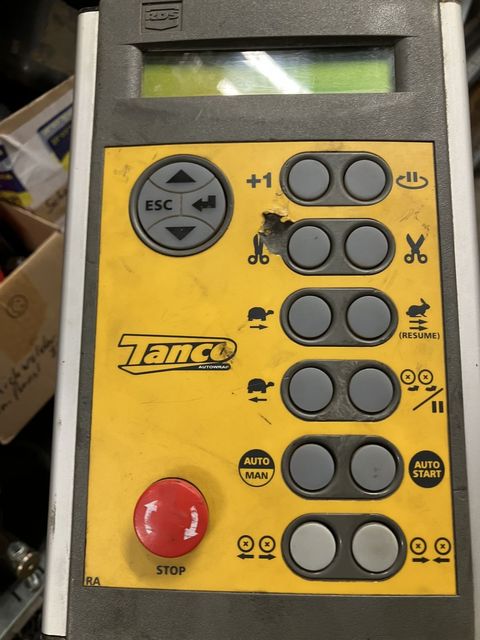 RDS
+1
ESC
(RESUME)
Tanco
AUTOWRAP
AUTO
MAN
AUTO
START
STOP
RA